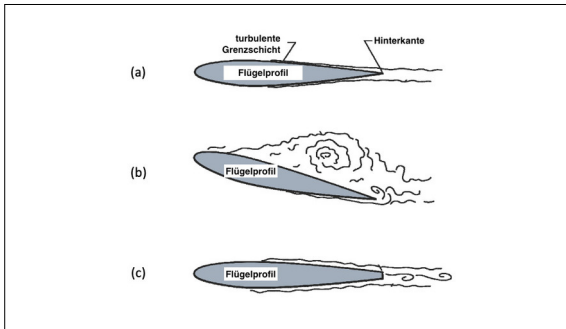 turbulente
Grenzschicht
Hinterkante
(a)
Flügelprofil
(b)
Flügelprofil
(c)
Flügelprofil